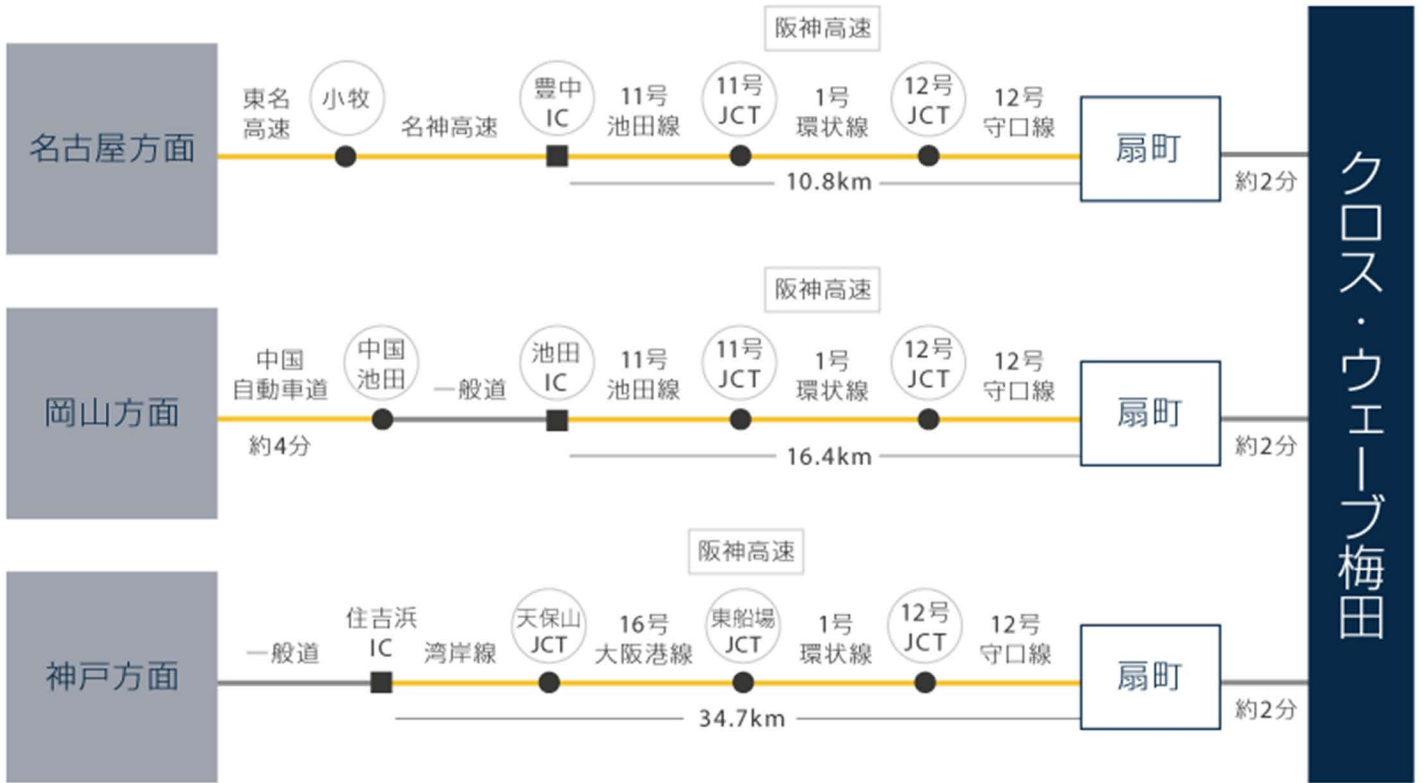 阪神高速
名古屋方面
東名
高速
小牧
名神高速
豊中
IC
11号
池田線
11号
JCT
1号
環状線
12号
JCT
12号
守口線
扇町
約2分
10.8km
阪神高速
岡山方面
中国
自動車道
約4分
中国
池田
一般道
池田
IC
11号
池田線
11号
JCT
1号
環状線
12号
JCT
12号
守口線
扇町
約2分
16.4km
阪神高速
神戸方面
一般道
住吉浜
IC
湾岸線
天保山
JCT
16号
大阪港線
東船場
JCT
1号
環状線
12号
JCT
12号
守口線
扇町
約2分
34.7km
クロス・ウェーブ梅田